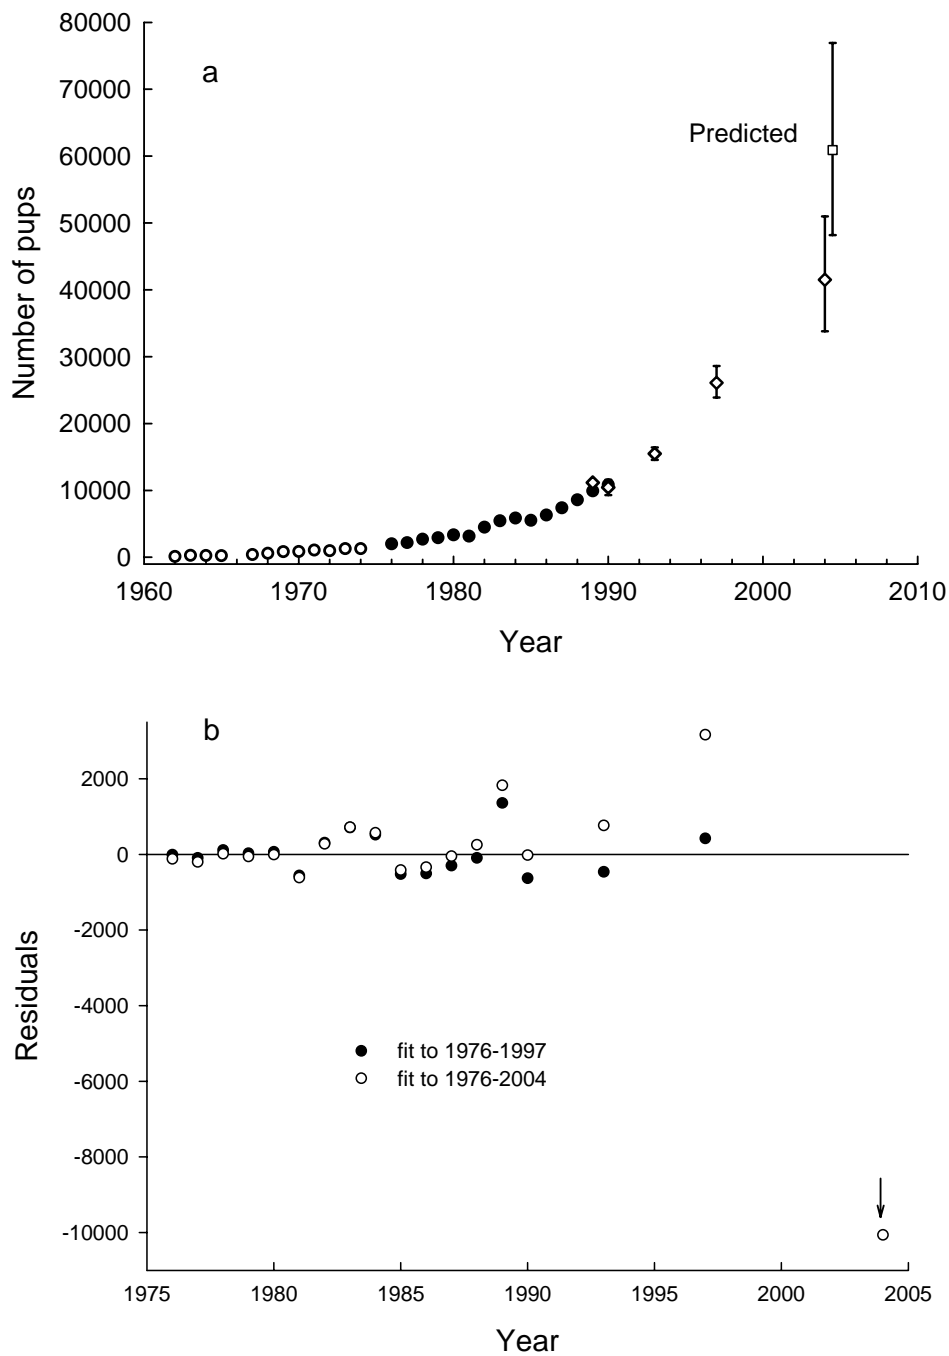 80000
a
70000
Predicted
60000
50000
40000
30000
20000
10000
0
Number of pups
1960 1970 1980 1990 2000 2010
Year
b
2000
0
-2000
-4000
-6000
-8000
-10000
Residuals
fit to 1976-1997
fit to 1976-2004
1975 1980 1985 1990 1995 2000 2005
Year